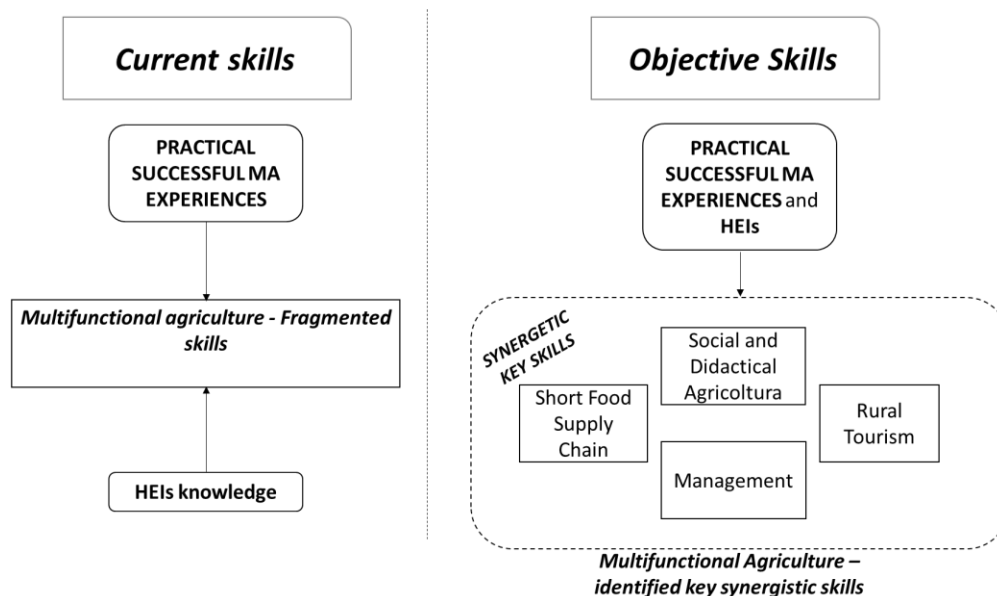 Current skills
PRACTICAL
SUCCESSFUL MA
EXPERIENCES
Multifunctional agriculture - Fragmented
skills
HEIs knowledge
Objective Skills
PRACTICAL
SUCCESSFUL MA
EXPERIENCES and
HEIs
SYNERGETIC
KEY SKILLS
Social and
Didactical
Agricoltura
Short Food
Supply
Chain
Rural
Tourism
Management
Multifunctional Agriculture –
identified key synergistic skills